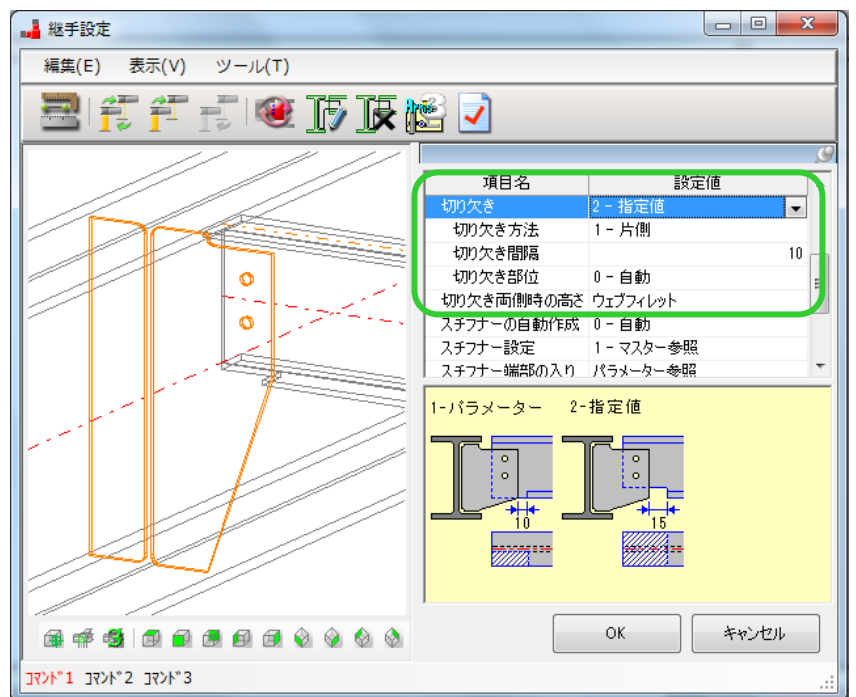 継手設定
編集(E) 表示(V) ツール(T)
項目名 設定値
切り欠き 2 - 指定値
切り欠き方法 1 - 片側
切り欠き間隔 10
切り欠き部位 0 - 自動
切り欠き両側時の高さ ウェブフィレット
スチフナーの自動作成 0 - 自動
スチフナー設定 1 - マスター参照
スチフナー端部の入り パラメーター参照
1-パラメーター 2-指定値
10 15
OK キャンセル
ｺﾏﾝﾄﾞ1 ｺﾏﾝﾄﾞ2 ｺﾏﾝﾄﾞ3